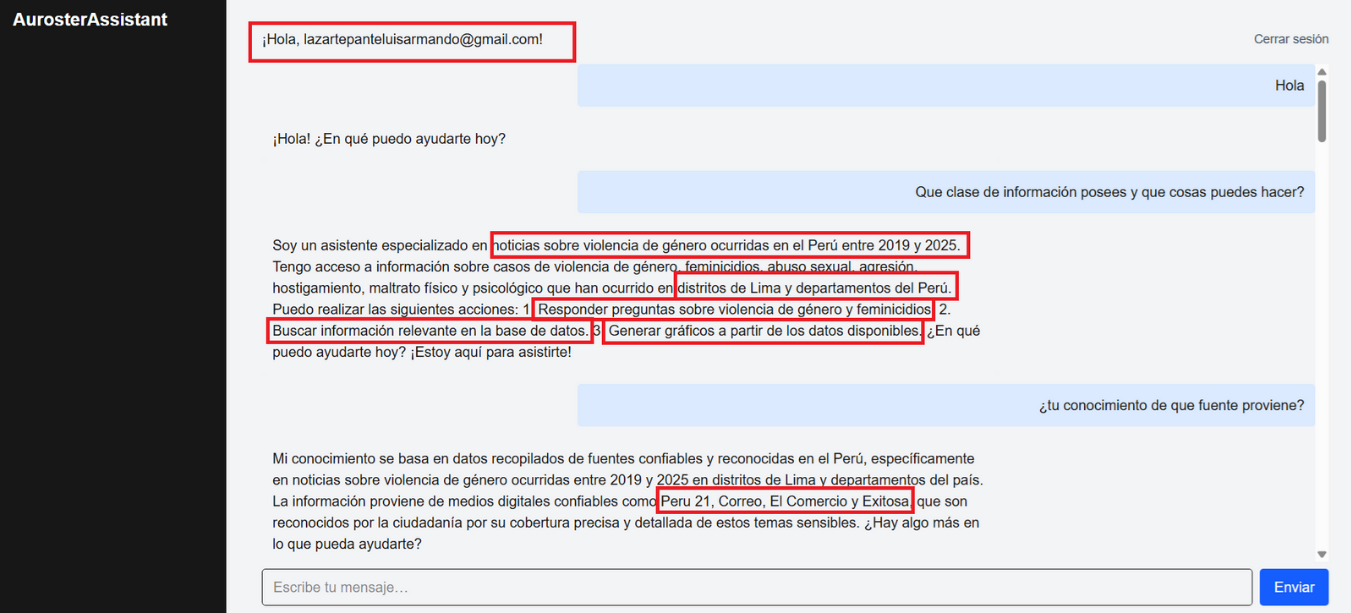 AurosterAssistant
¡Hola, lazartepanteluisarmando@gmail.com!
Cerrar sesión
Hola
¡Hola! ¿En qué puedo ayudarte hoy?
Que clase de información posees y que cosas puedes hacer?
Soy un asistente especializado en noticias sobre violencia de género ocurridas en el Perú entre 2019 y 2025.
Tengo acceso a información sobre casos de violencia de género, feminicidios, abuso sexual, agresión,
hostigamiento, maltrato físico y psicológico que han ocurrido en distritos de Lima y departamentos del Perú.
Puedo realizar las siguientes acciones: 1 Responder preguntas sobre violencia de género y feminicidios 2.
Buscar información relevante en la base de datos. 3 Generar gráficos a partir de los datos disponibles. ¿En qué
puedo ayudarte hoy? ¡Estoy aquí para asistirte!
¿tu conocimiento de que fuente proviene?
Mi conocimiento se basa en datos recopilados de fuentes confiables y reconocidas en el Perú, específicamente
en noticias sobre violencia de género ocurridas entre 2019 y 2025 en distritos de Lima y departamentos del país.
La información proviene de medios digitales confiables como Peru 21, Correo, El Comercio y Exitosa, que son
reconocidos por la ciudadanía por su cobertura precisa y detallada de estos temas sensibles. ¿Hay algo más en
lo que pueda ayudarte?
Escribe tu mensaje...
Enviar